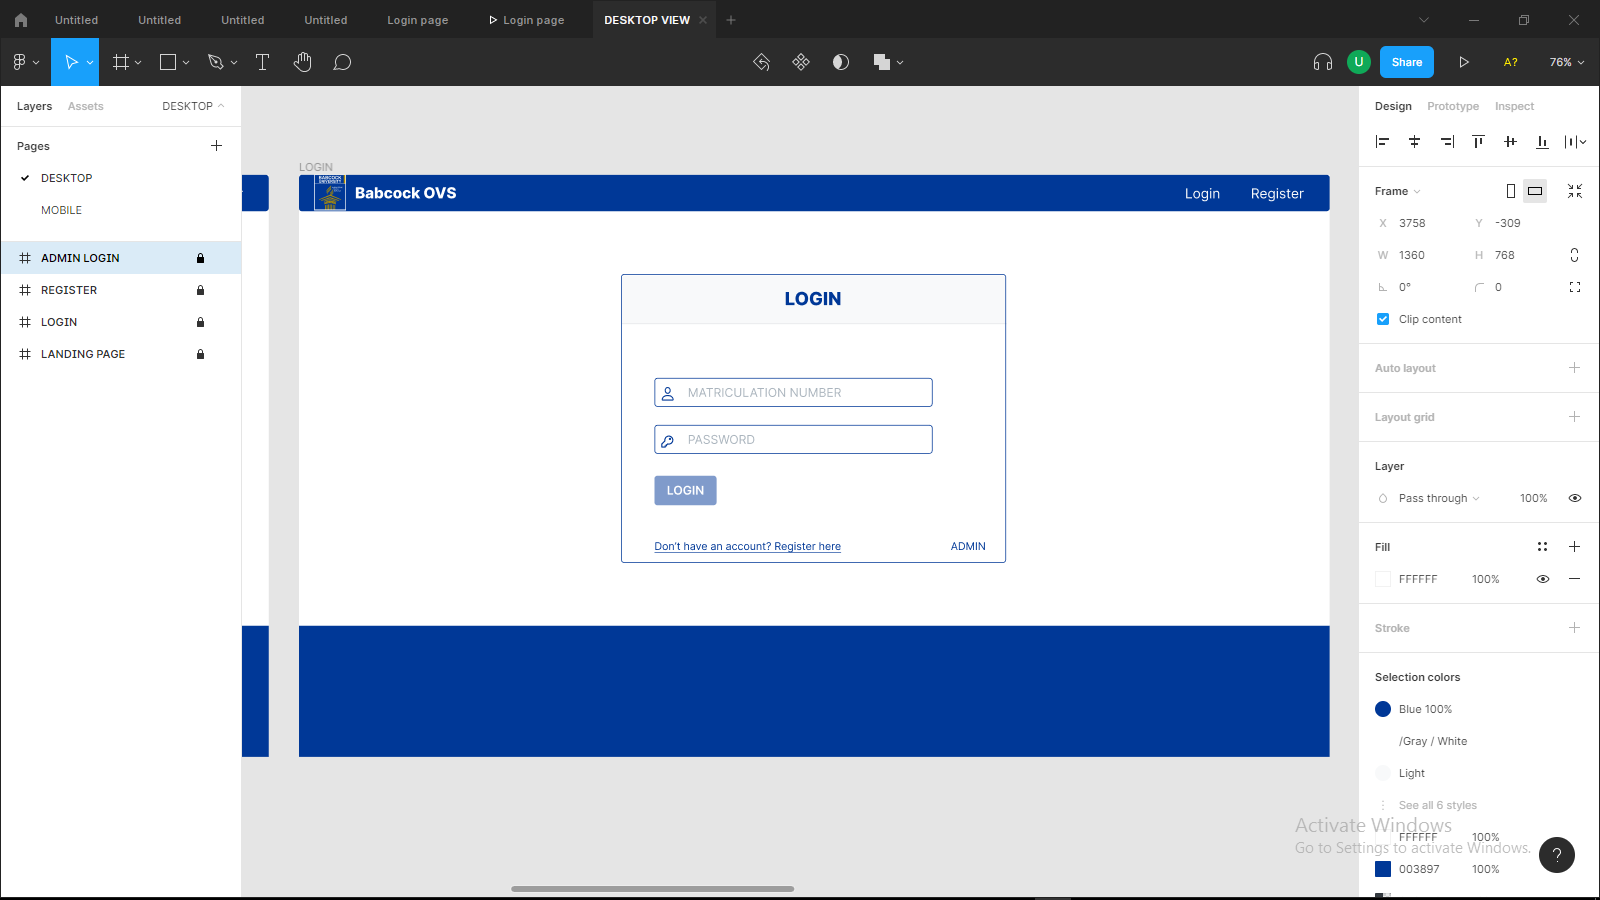 Untitled
Untitled
Untitled
Untitled
Login page
Login page
DESKTOP VIEW
U
Share
A?
76%
Layers
Assets
DESKTOP
Pages
DESKTOP
MOBILE
ADMIN LOGIN
REGISTER
LOGIN
LANDING PAGE
LOGIN
BABCOCK
UNIVERSITY
Babcock OVS
Login
Register
LOGIN
MATRICULATION NUMBER
PASSWORD
LOGIN
Don't have an account? Register here
ADMIN
Design
Prototype
Inspect
Frame
X 3758
Y -309
W 1360
H 768
0°
0
Clip content
Auto layout
Layout grid
Layer
Pass through
100%
Fill
FFFFFF
100%
Stroke
Selection colors
Blue 100%
/Gray / White
Light
See all 6 styles
FFFFFF
100%
003897
100%
Activate Windows
Go to Settings to activate Windows.
?